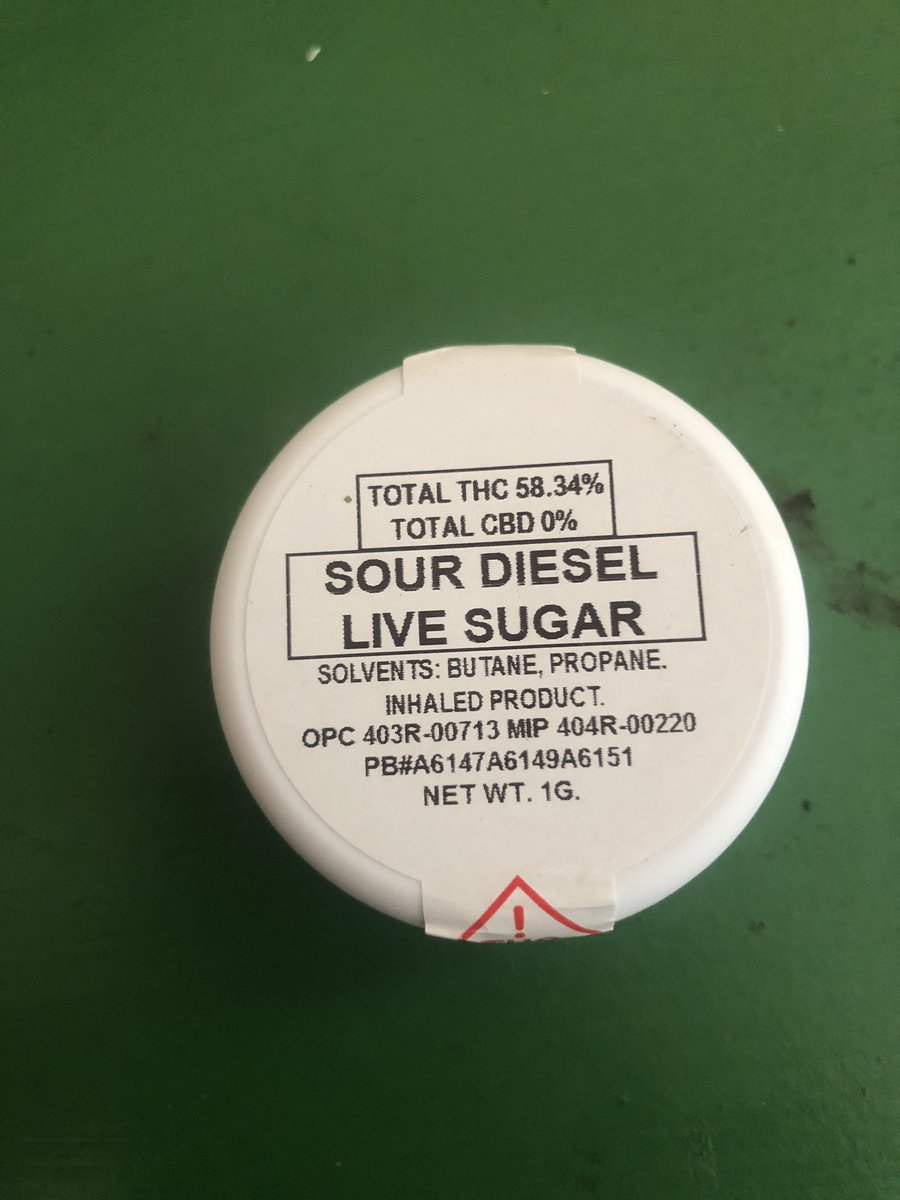 TOTAL THC 58.34%
TOTAL CBD 0%
SOUR DIESEL
LIVE SUGAR
SOLVENTS: BUTANE, PROPANE.
INHALED PRODUCT.
OPC 403R-00713 MIP 404R-00220
PB#A6147A6149A6151
NET WT. 1G.
!